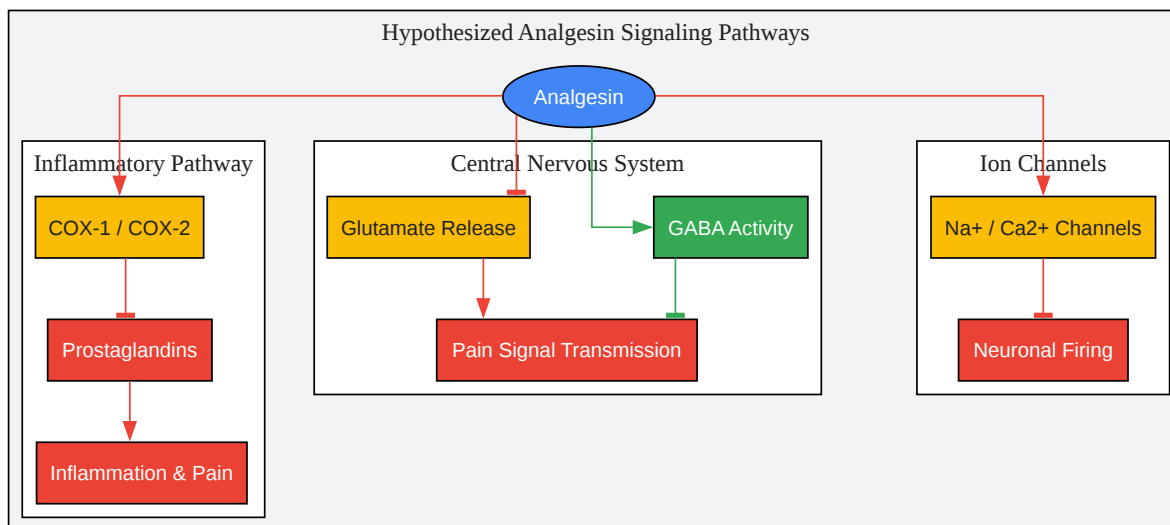 Hypothesized Analgesin Signaling Pathways
Analgesin
Inflammatory Pathway
COX-1 / COX-2
Prostaglandins
Inflammation & Pain
Central Nervous System
Glutamate Release
GABA Activity
Pain Signal Transmission
Ion Channels
Na+ / Ca2+ Channels
Neuronal Firing